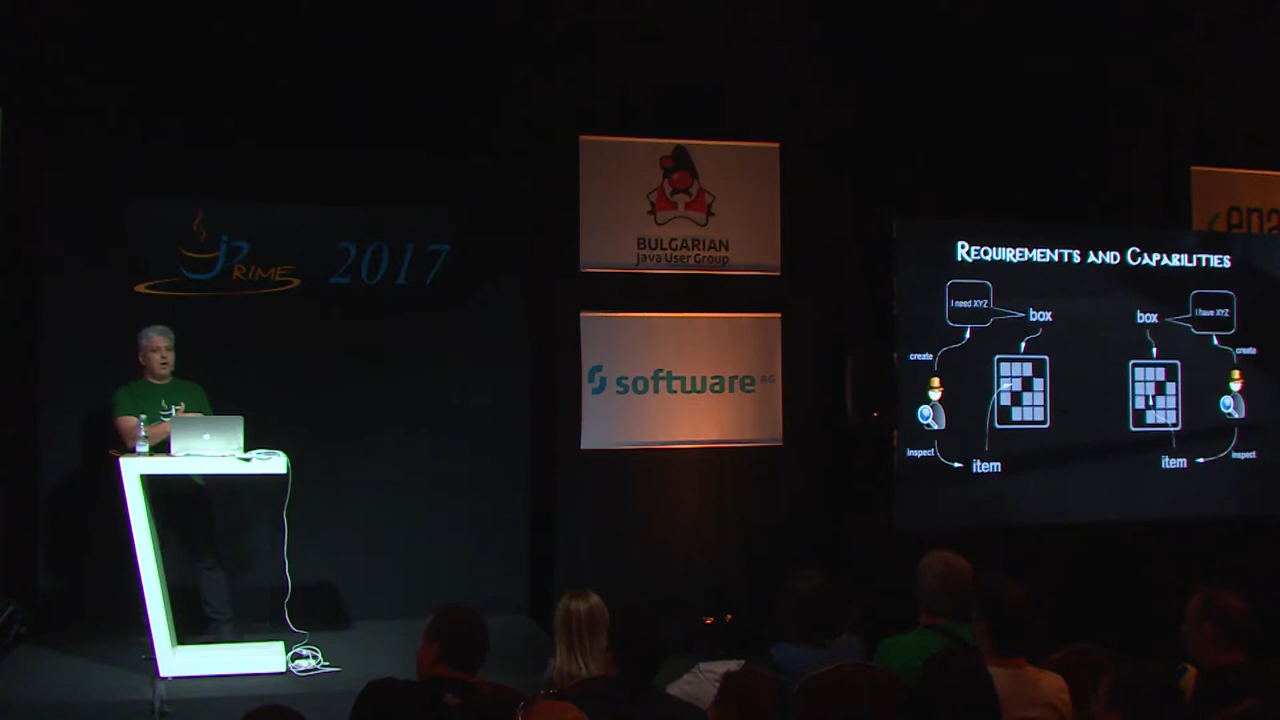 jPRIME 2017
BULGARIAN
Java User Group
software AG
REQUIREMENTS AND CAPABILITIES
I need XYZ
box
create
inspect
item
box
I have XYZ
create
inspect
item